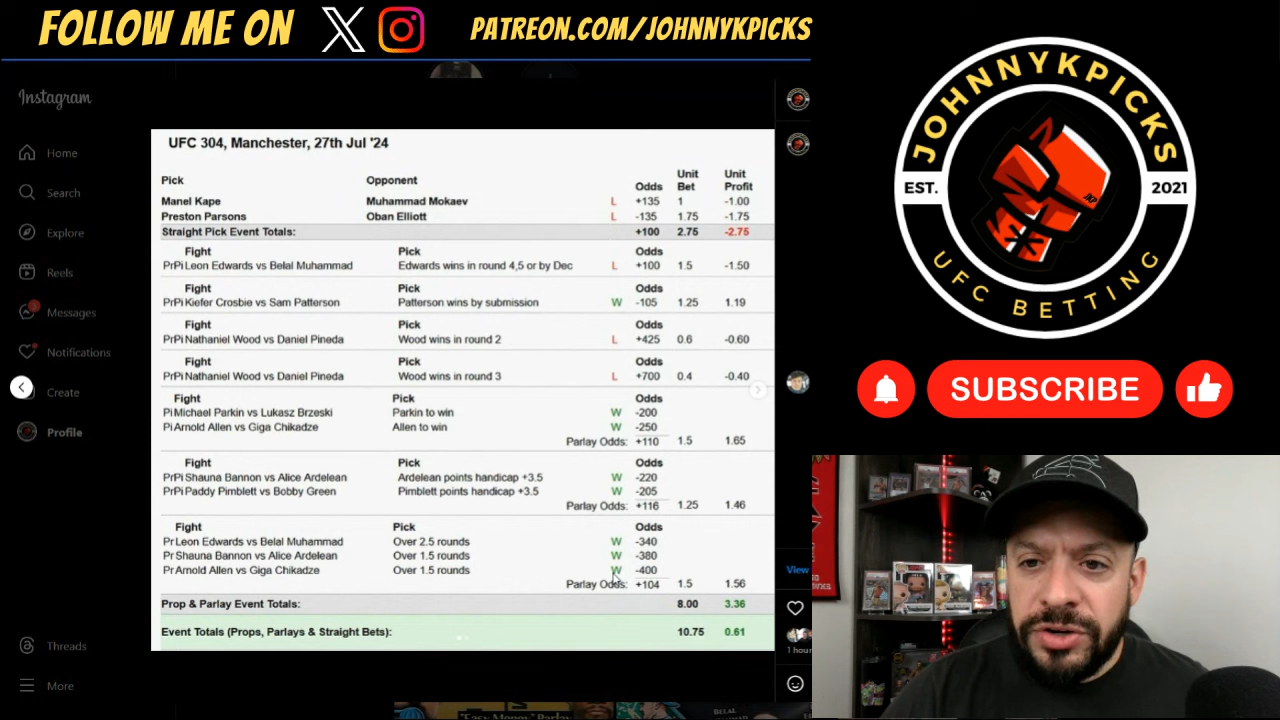 FOLLOW ME ON
PATREON.COM/JOHNNYKPICKS
Instagram
Home
Search
Explore
Reels
Messages
Notifications
Create
Profile
Threads
More
UFC 304, Manchester, 27th Jul '24
Pick Opponent Odds Unit Bet Unit Profit
Manel Kape Muhammad Mokaev L +135 1 -1.00
Preston Parsons Oban Elliott L -135 1.75 -1.75
Straight Pick Event Totals: +100 2.75 -2.75
Fight Pick Odds
PrPi Leon Edwards vs Belal Muhammad Edwards wins in round 4,5 or by Dec L +100 1.5 -1.50
Fight Pick Odds
PrPi Kiefer Crosbie vs Sam Patterson Patterson wins by submission W -105 1.25 1.19
Fight Pick Odds
PrPi Nathaniel Wood vs Daniel Pineda Wood wins in round 2 L +425 0.6 -0.60
Fight Pick Odds
PrPi Nathaniel Wood vs Daniel Pineda Wood wins in round 3 L +700 0.4 -0.40
Fight Pick Odds
Pi Michael Parkin vs Lukasz Brzeski Parkin to win W -200
Pi Arnold Allen vs Giga Chikadze Allen to win W -250
Parlay Odds: +110 1.5 1.65
Fight Pick Odds
PrPi Shauna Bannon vs Alice Ardelean Ardelean points handicap +3.5 W -220
PrPi Paddy Pimblett vs Bobby Green Pimblett points handicap +3.5 W -205
Parlay Odds: +116 1.25 1.46
Fight Pick Odds
Pr Leon Edwards vs Belal Muhammad Over 2.5 rounds W -340
Pr Shauna Bannon vs Alice Ardelean Over 1.5 rounds W -380
Pr Arnold Allen vs Giga Chikadze Over 1.5 rounds W -400
Parlay Odds: +104 1.5 1.56
Prop & Parlay Event Totals: 8.00 3.36
Event Totals (Props, Parlays & Straight Bets): 10.75 0.61
View
1 hour
"Easy Money" Parlay
BELAL
JOHNNYKPICKS
EST. 2021
JKP
UFC BETTING
SUBSCRIBE